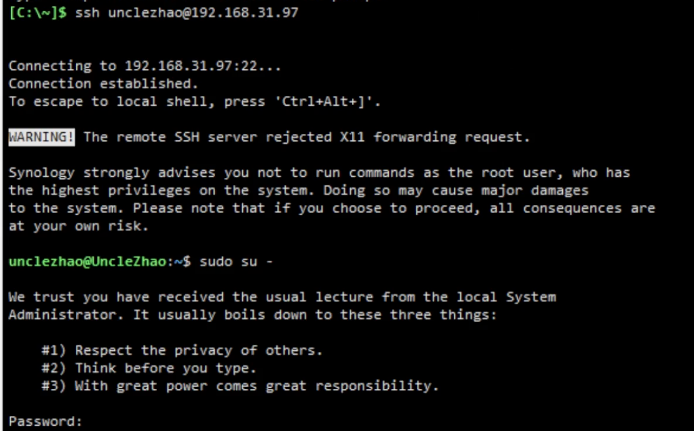 [C:\~]$ ssh unclezhao@192.168.31.97
Connecting to 192.168.31.97:22...
Connection established.
To escape to local shell, press 'Ctrl+Alt+]'.
WARNING! The remote SSH server rejected X11 forwarding request.
Synology strongly advises you not to run commands as the root user, who has
the highest privileges on the system. Doing so may cause major damages
to the system. Please note that if you choose to proceed, all consequences are
at your own risk.
unclezhao@UncleZhao:~$ sudo su -
We trust you have received the usual lecture from the local System
Administrator. It usually boils down to these three things:
#1) Respect the privacy of others.
#2) Think before you type.
#3) With great power comes great responsibility.
Password: